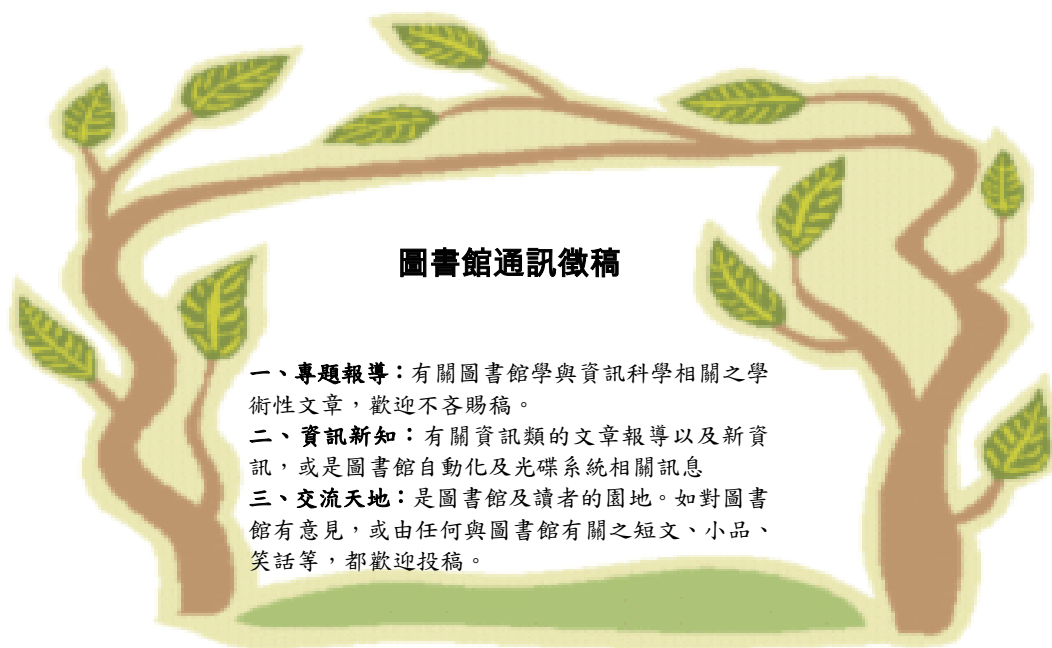 圖書館通訊徵稿
一、專題報導：有關圖書館學與資訊科學相關之學
術性文章，歡迎不吝賜稿。
二、資訊新知：有關資訊類的文章報導以及新資
訊，或是圖書館自動化及光碟系統相關訊息
三、交流天地：是圖書館及讀者的園地。如對圖書
館有意見，或由任何與圖書館有關之短文、小品、
笑話等，都歡迎投稿。